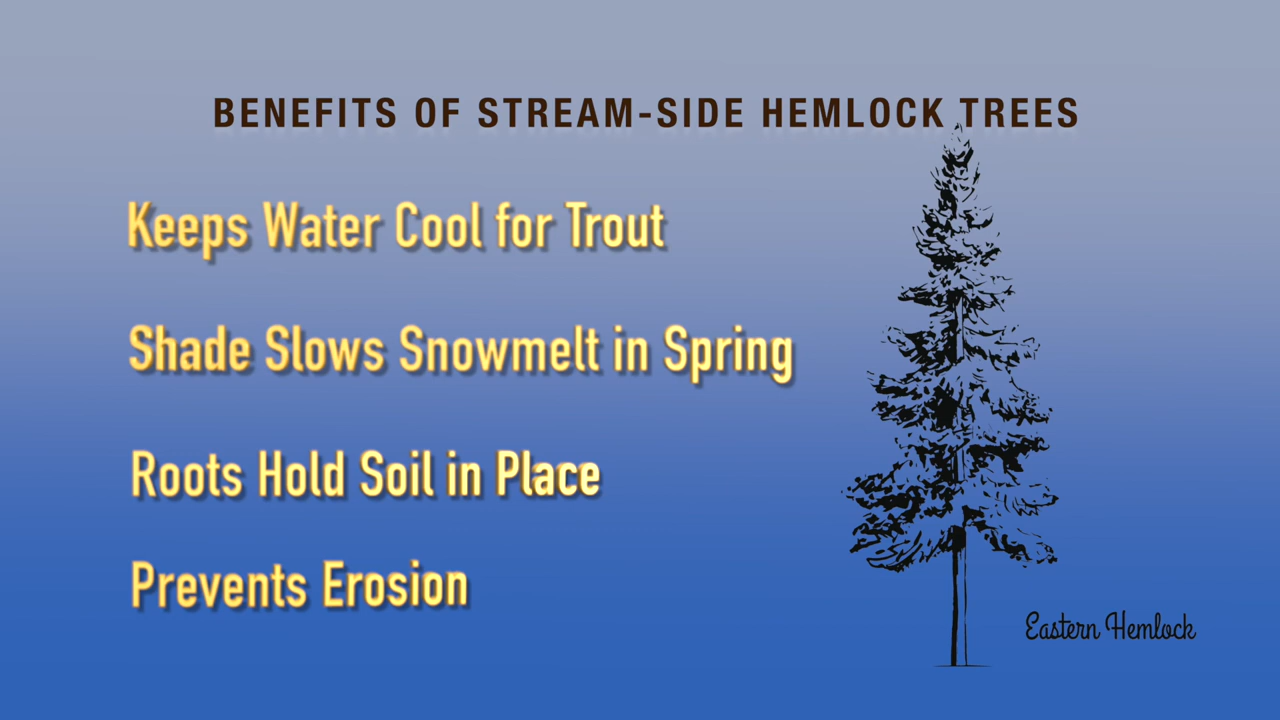 BENEFITS OF STREAM-SIDE HEMLOCK TREES
Keeps Water Cool for Trout
Shade Slows Snowmelt in Spring
Roots Hold Soil in Place
Prevents Erosion
Eastern Hemlock